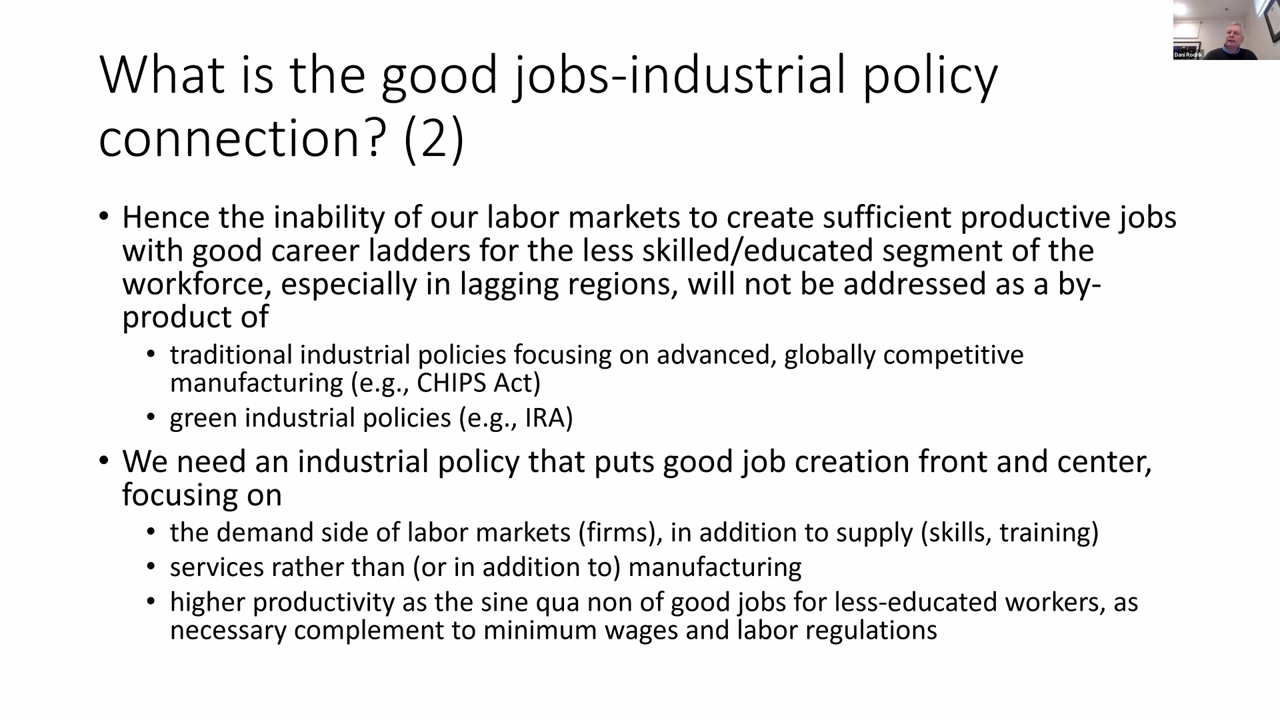 What is the good jobs-industrial policy
connection? (2)
• Hence the inability of our labor markets to create sufficient productive jobs
with good career ladders for the less skilled/educated segment of the
workforce, especially in lagging regions, will not be addressed as a by-
product of
• traditional industrial policies focusing on advanced, globally competitive
manufacturing (e.g., CHIPS Act)
• green industrial policies (e.g., IRA)
• We need an industrial policy that puts good job creation front and center,
focusing on
• the demand side of labor markets (firms), in addition to supply (skills, training)
• services rather than (or in addition to) manufacturing
• higher productivity as the sine qua non of good jobs for less-educated workers, as
necessary complement to minimum wages and labor regulations
Dani Rodrik